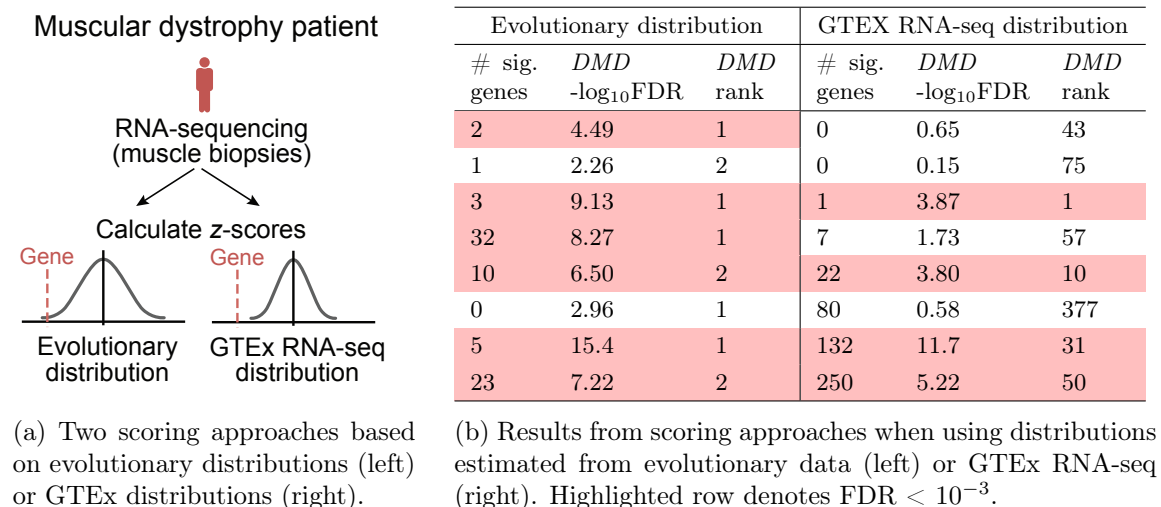 Muscular dystrophy patient
RNA-sequencing
(muscle biopsies)
Calculate z-scores
Gene Gene
Evolutionary distribution GTEx RNA-seq distribution
(a) Two scoring approaches based
on evolutionary distributions (left)
or GTEx distributions (right).
Evolutionary distribution GTEX RNA-seq distribution
# sig. genes DMD -log₁₀FDR DMD rank # sig. genes DMD -log₁₀FDR DMD rank
2 4.49 1 0 0.65 43
1 2.26 2 0 0.15 75
3 9.13 1 1 3.87 1
32 8.27 1 7 1.73 57
10 6.50 2 22 3.80 10
0 2.96 1 80 0.58 377
5 15.4 1 132 11.7 31
23 7.22 2 250 5.22 50
(b) Results from scoring approaches when using distributions
estimated from evolutionary data (left) or GTEx RNA-seq
(right). Highlighted row denotes FDR < 10⁻³.